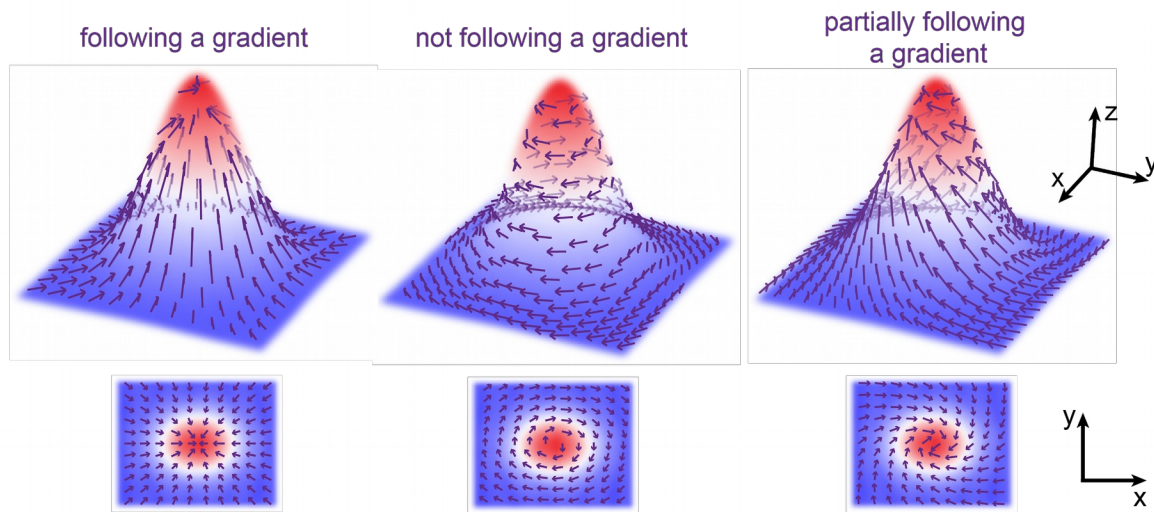 following a gradient
not following a gradient
partially following
a gradient
z
x
y
y
x